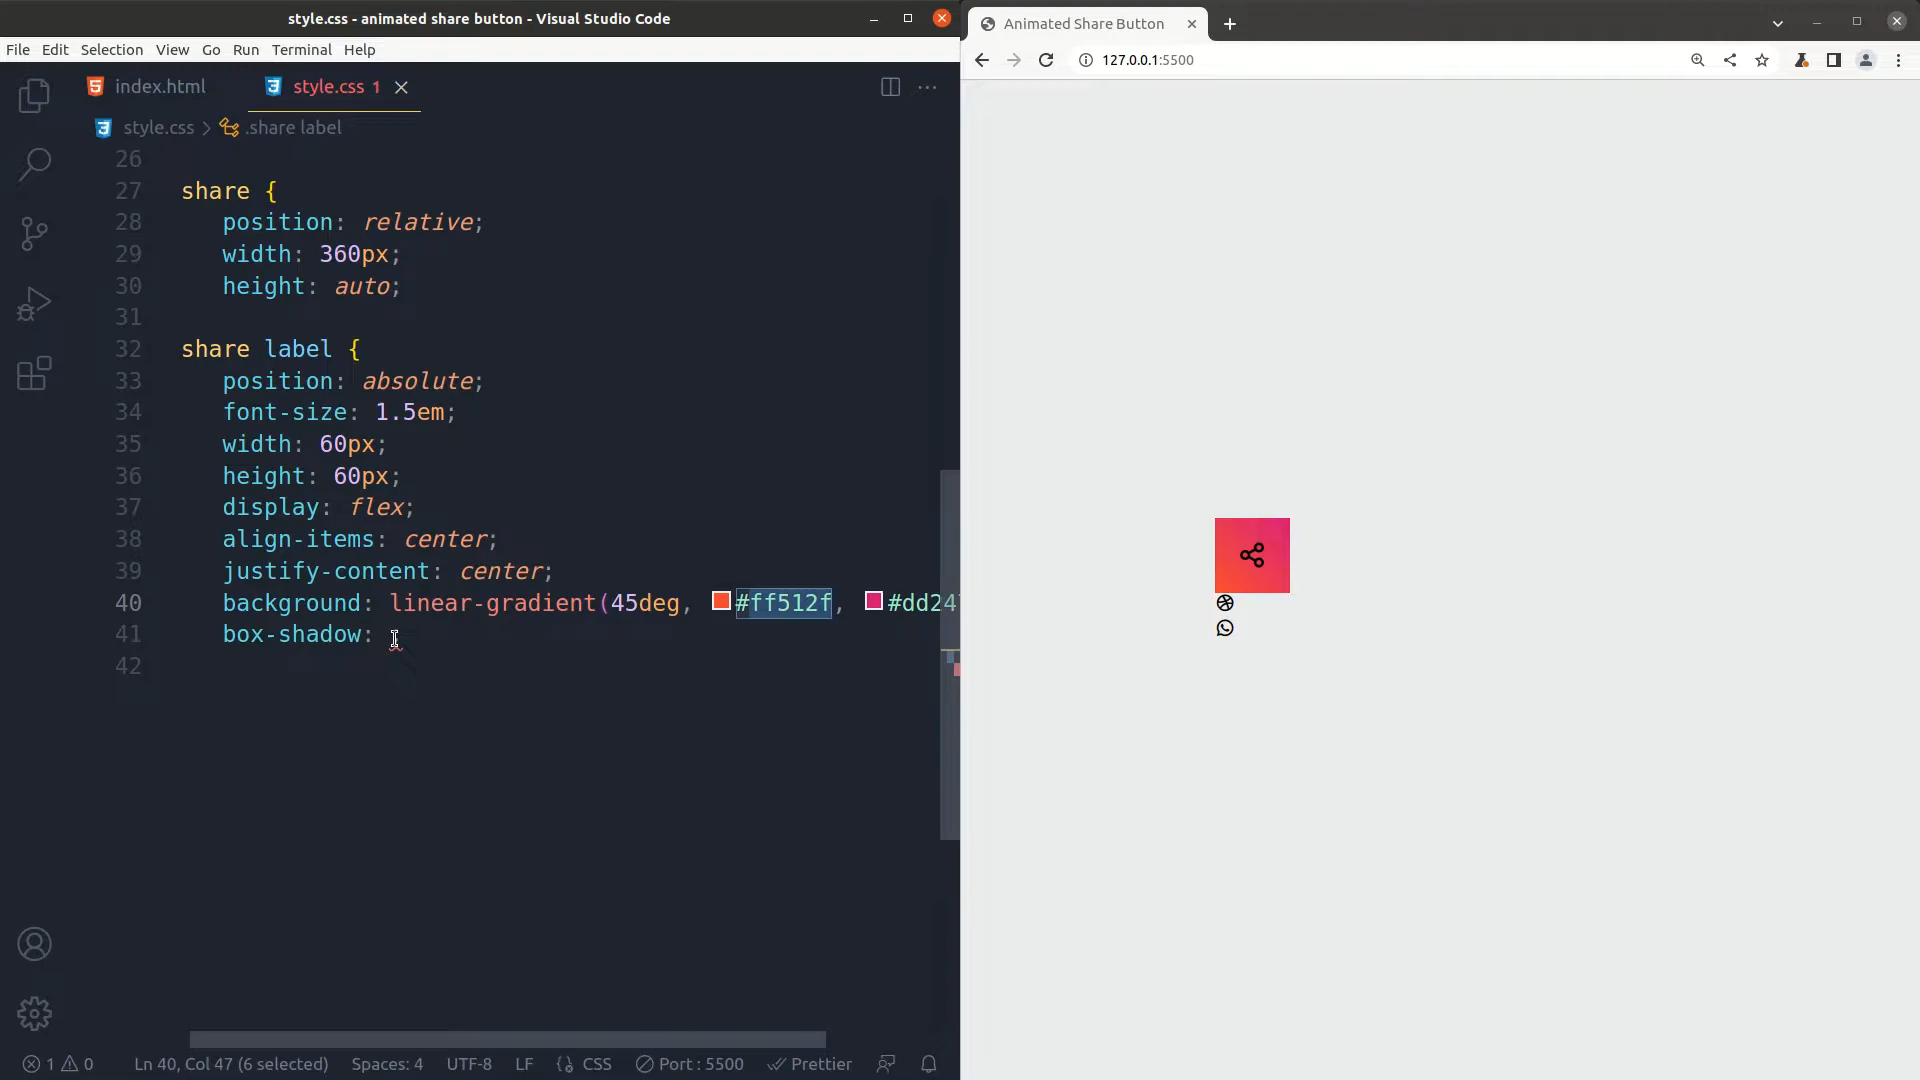 style.css - animated share button - Visual Studio Code
File Edit Selection View Go Run Terminal Help
index.html
style.css 1
style.css > .share label
26
27 share {
28 position: relative;
29 width: 360px;
30 height: auto;
31
32 share label {
33 position: absolute;
34 font-size: 1.5em;
35 width: 60px;
36 height: 60px;
37 display: flex;
38 align-items: center;
39 justify-content: center;
40 background: linear-gradient(45deg, #ff512f, #dd24
41 box-shadow:
42
1 0 Ln 40, Col 47 (6 selected) Spaces: 4 UTF-8 LF {} CSS Port : 5500 Prettier
Animated Share Button
127.0.0.1:5500